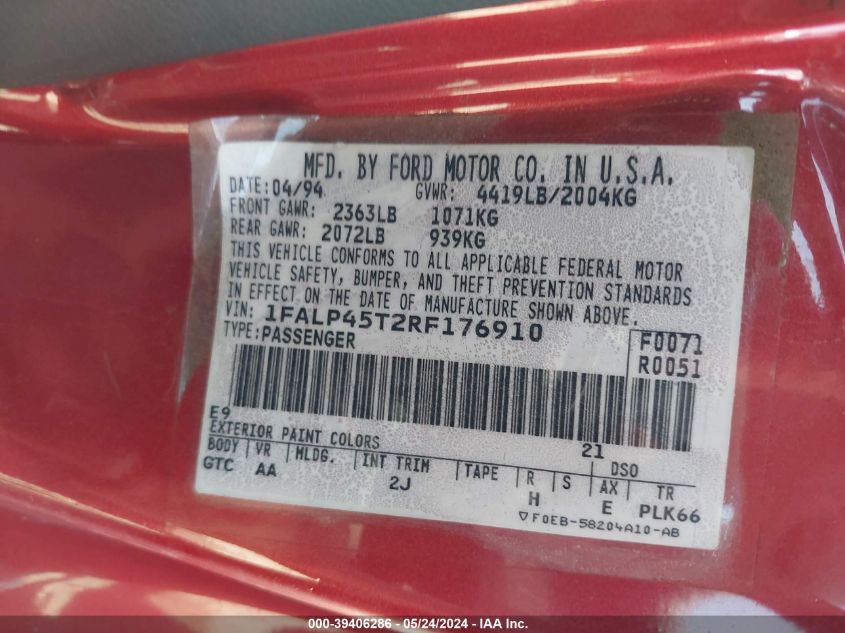 MFD. BY FORD MOTOR CO. IN U.S.A.
DATE: 04/94 GVWR: 4419LB/2004KG
FRONT GAWR: 2363LB 1071KG
REAR GAWR: 2072LB 939KG
THIS VEHICLE CONFORMS TO ALL APPLICABLE FEDERAL MOTOR
VEHICLE SAFETY, BUMPER, AND THEFT PREVENTION STANDARDS
IN EFFECT ON THE DATE OF MANUFACTURE SHOWN ABOVE.
VIN: 1FALP45T2RF176910
TYPE: PASSENGER
F0071
R0051
E9
EXTERIOR PAINT COLORS 21 DSO
BODY VR MLDG. INT TRIM TAPE R S AX TR
GTC AA 2J H E PLK66
▽F0EB-58204A10-AB
000-39406286 - 05/24/2024 - IAA Inc.